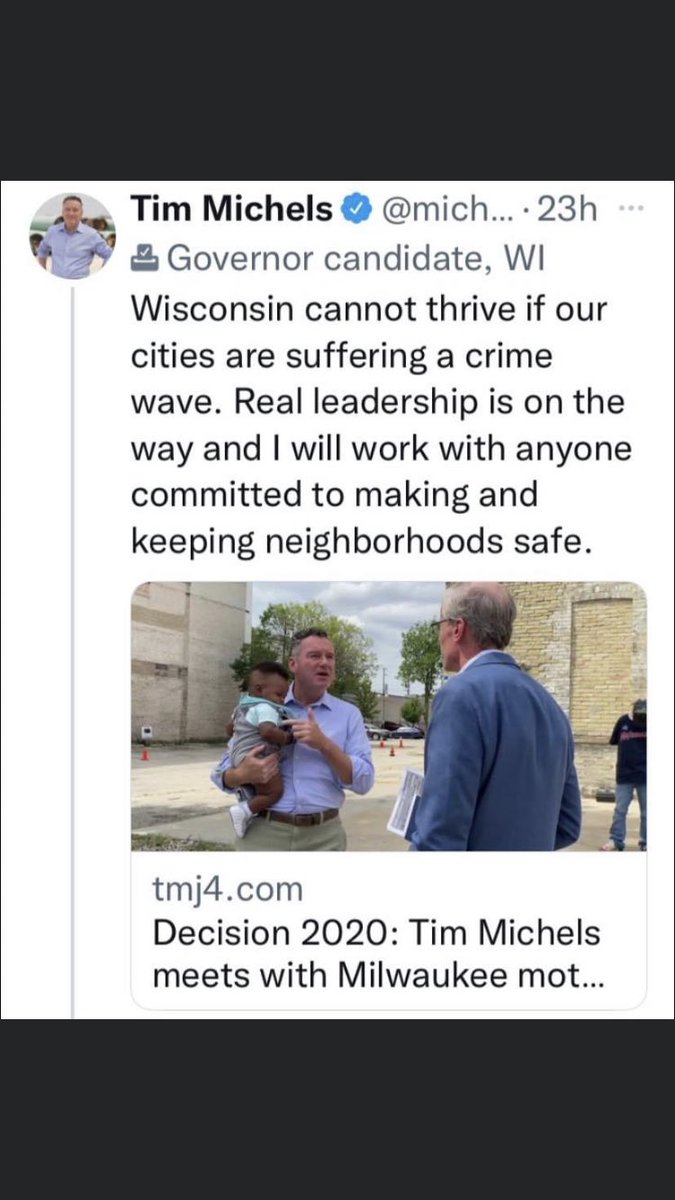 Tim Michels @mich... · 23h ...
Governor candidate, WI
Wisconsin cannot thrive if our
cities are suffering a crime
wave. Real leadership is on the
way and I will work with anyone
committed to making and
keeping neighborhoods safe.
tmj4.com
Decision 2020: Tim Michels
meets with Milwaukee mot...